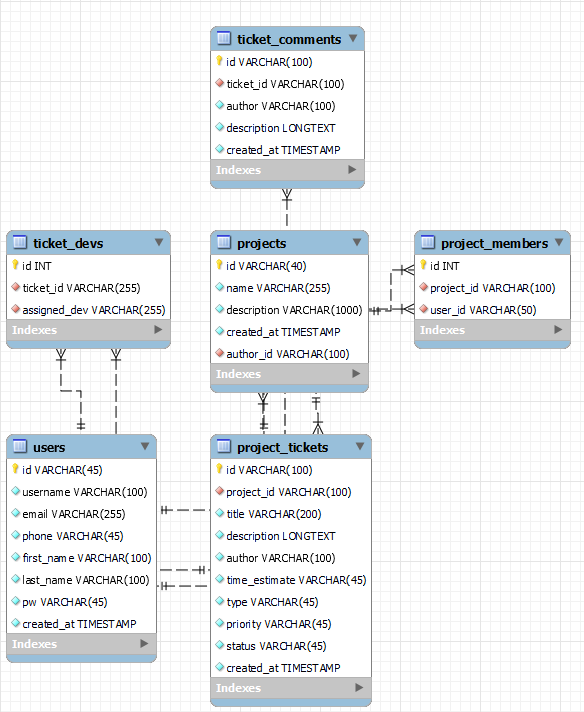 ticket_comments
id VARCHAR(100)
ticket_id VARCHAR(100)
author VARCHAR(100)
description LONGTEXT
created_at TIMESTAMP
Indexes
ticket_devs
id INT
ticket_id VARCHAR(255)
assigned_dev VARCHAR(255)
Indexes
projects
id VARCHAR(40)
name VARCHAR(255)
description VARCHAR(1000)
created_at TIMESTAMP
author_id VARCHAR(100)
Indexes
project_members
id INT
project_id VARCHAR(100)
user_id VARCHAR(50)
Indexes
users
id VARCHAR(45)
username VARCHAR(100)
email VARCHAR(255)
phone VARCHAR(45)
first_name VARCHAR(100)
last_name VARCHAR(100)
pw VARCHAR(45)
created_at TIMESTAMP
Indexes
project_tickets
id VARCHAR(100)
project_id VARCHAR(100)
title VARCHAR(200)
description LONGTEXT
author VARCHAR(100)
time_estimate VARCHAR(45)
type VARCHAR(45)
priority VARCHAR(45)
status VARCHAR(45)
created_at TIMESTAMP
Indexes